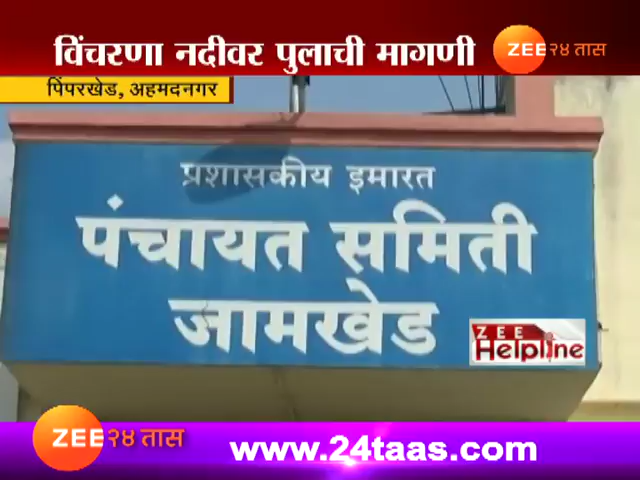 विंचरणा नदीवर पुलाची मागणी
ZEE २४ तास
पिंपरखेड, अहमदनगर
प्रशासकीय इमारत
पंचायत समिती
जामखेड
ZEE
Helpline
ZEE २४ तास
www.24taas.com